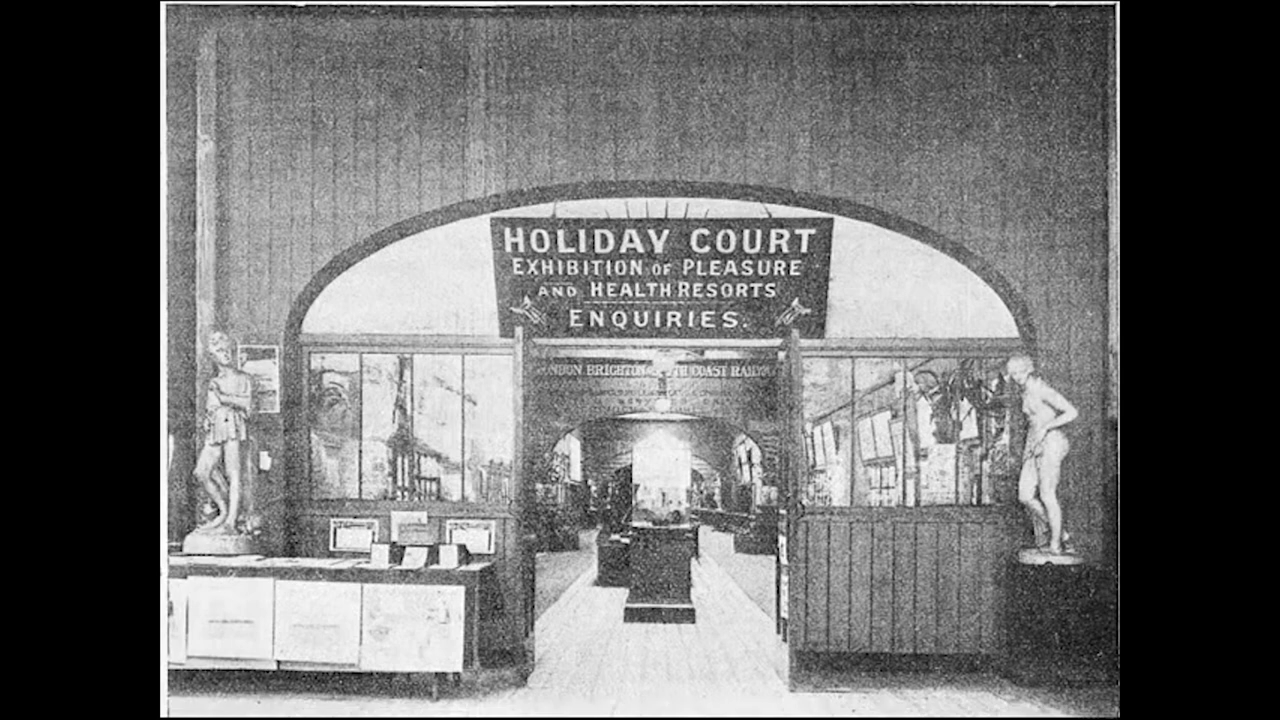 HOLIDAY COURT
EXHIBITION OF PLEASURE
AND HEALTH RESORTS
ENQUIRIES.
BRIGHTON
COAST